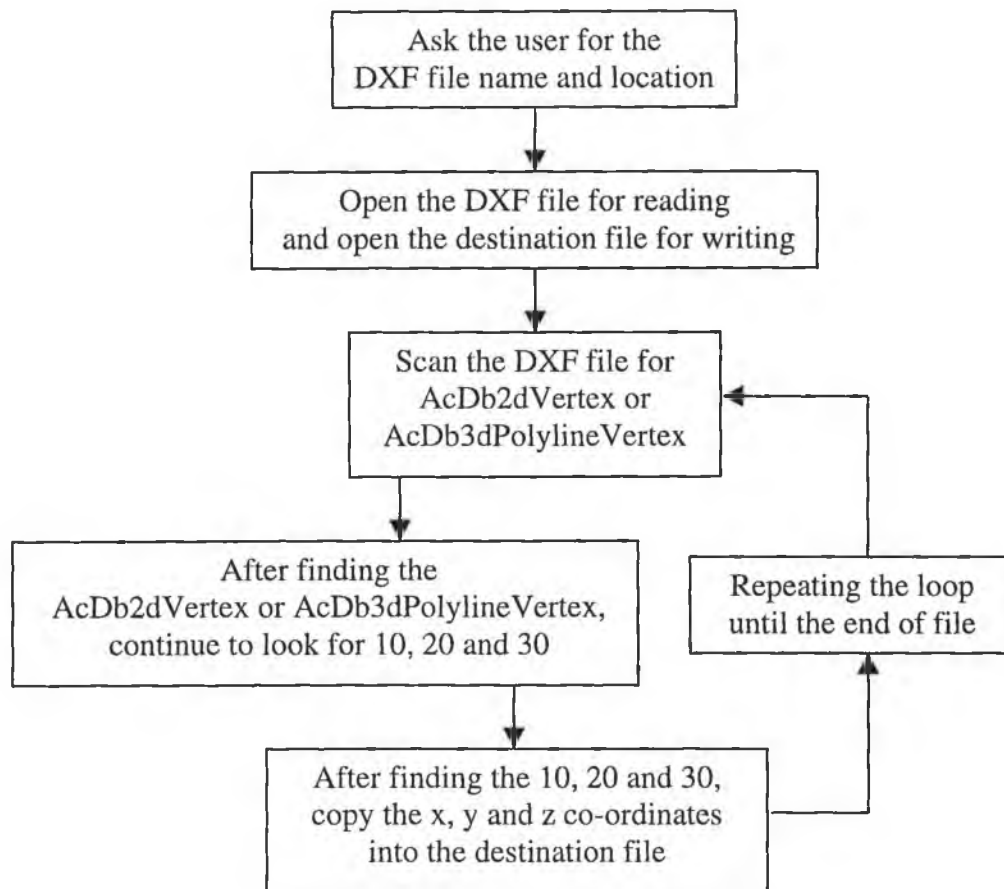 Ask the user for the
DXF file name and location
Open the DXF file for reading
and open the destination file for writing
Scan the DXF file for
AcDb2dVertex or
AcDb3dPolylineVertex
After finding the
AcDb2dVertex or AcDb3dPolylineVertex,
continue to look for 10, 20 and 30
Repeating the loop
until the end of file
After finding the 10, 20 and 30,
copy the x, y and z co-ordinates
into the destination file